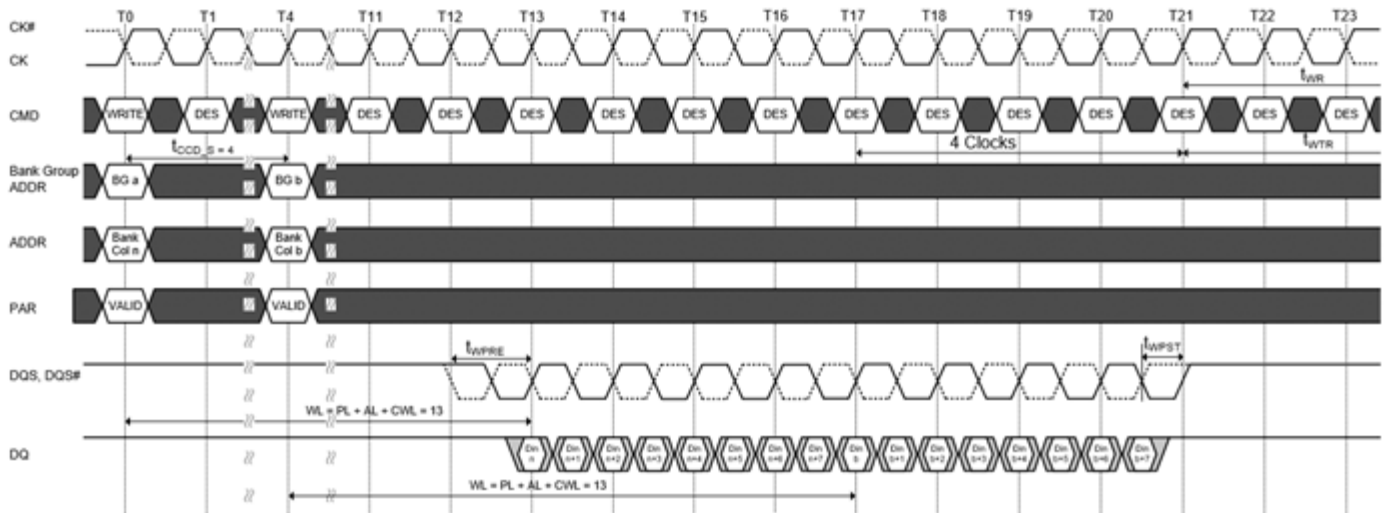 T0 T1 T4 T11 T12 T13 T14 T15 T16 T17 T18 T19 T20 T21 T22 T23
CK#
CK
tWR
CMD WRITE DES WRITE DES DES DES DES DES DES DES DES DES DES DES DES DES
tCCD_S = 4
4 Clocks
tWTR
Bank Group
ADDR
BG a
BG b
ADDR
Bank
Col n
Bank
Col b
PAR VALID VALID
tWPRE
tWPST
DQS, DQS#
WL = PL + AL + CWL = 13
DQ
Din
n
Din
n+1
Din
n+2
Din
n+3
Din
n+4
Din
n+5
Din
n+6
Din
n+7
Din
b
Din
b+1
Din
b+2
Din
b+3
Din
b+4
Din
b+5
Din
b+6
Din
b+7
WL = PL + AL + CWL = 13